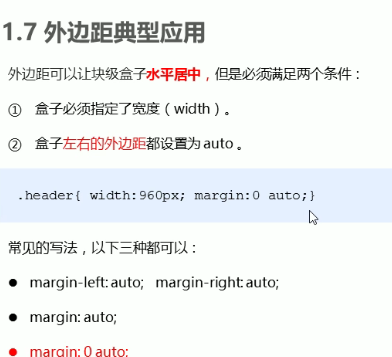 1.7 外边距典型应用
外边距可以让块级盒子水平居中，但是必须满足两个条件：
① 盒子必须指定了宽度（width）。
② 盒子左右的外边距都设置为 auto 。
.header{ width:960px; margin:0 auto;}
常见的写法，以下三种都可以：
● margin-left: auto; margin-right: auto;
● margin: auto;
● margin: 0 auto;